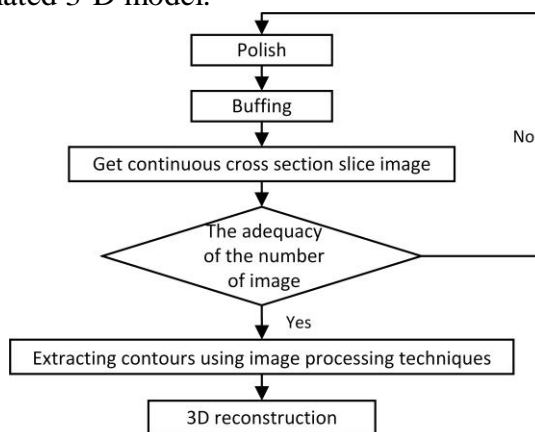 3-D model.
Polish
Buffing
Get continuous cross section slice image
No
The adequacy
of the number
of image
Yes
Extracting contours using image processing techniques
3D reconstruction